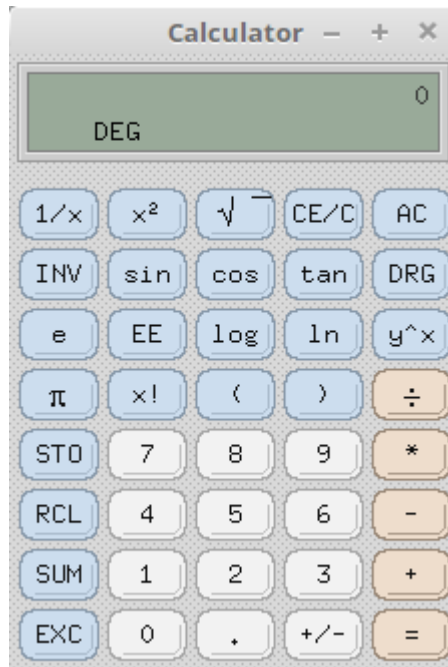 Calculator − + ×
0
DEG
1/x x² √‾ CE/C AC
INV sin cos tan DRG
e EE log ln y^x
π x! ( ) ÷
STO 7 8 9 *
RCL 4 5 6 -
SUM 1 2 3 +
EXC 0 . +/- =